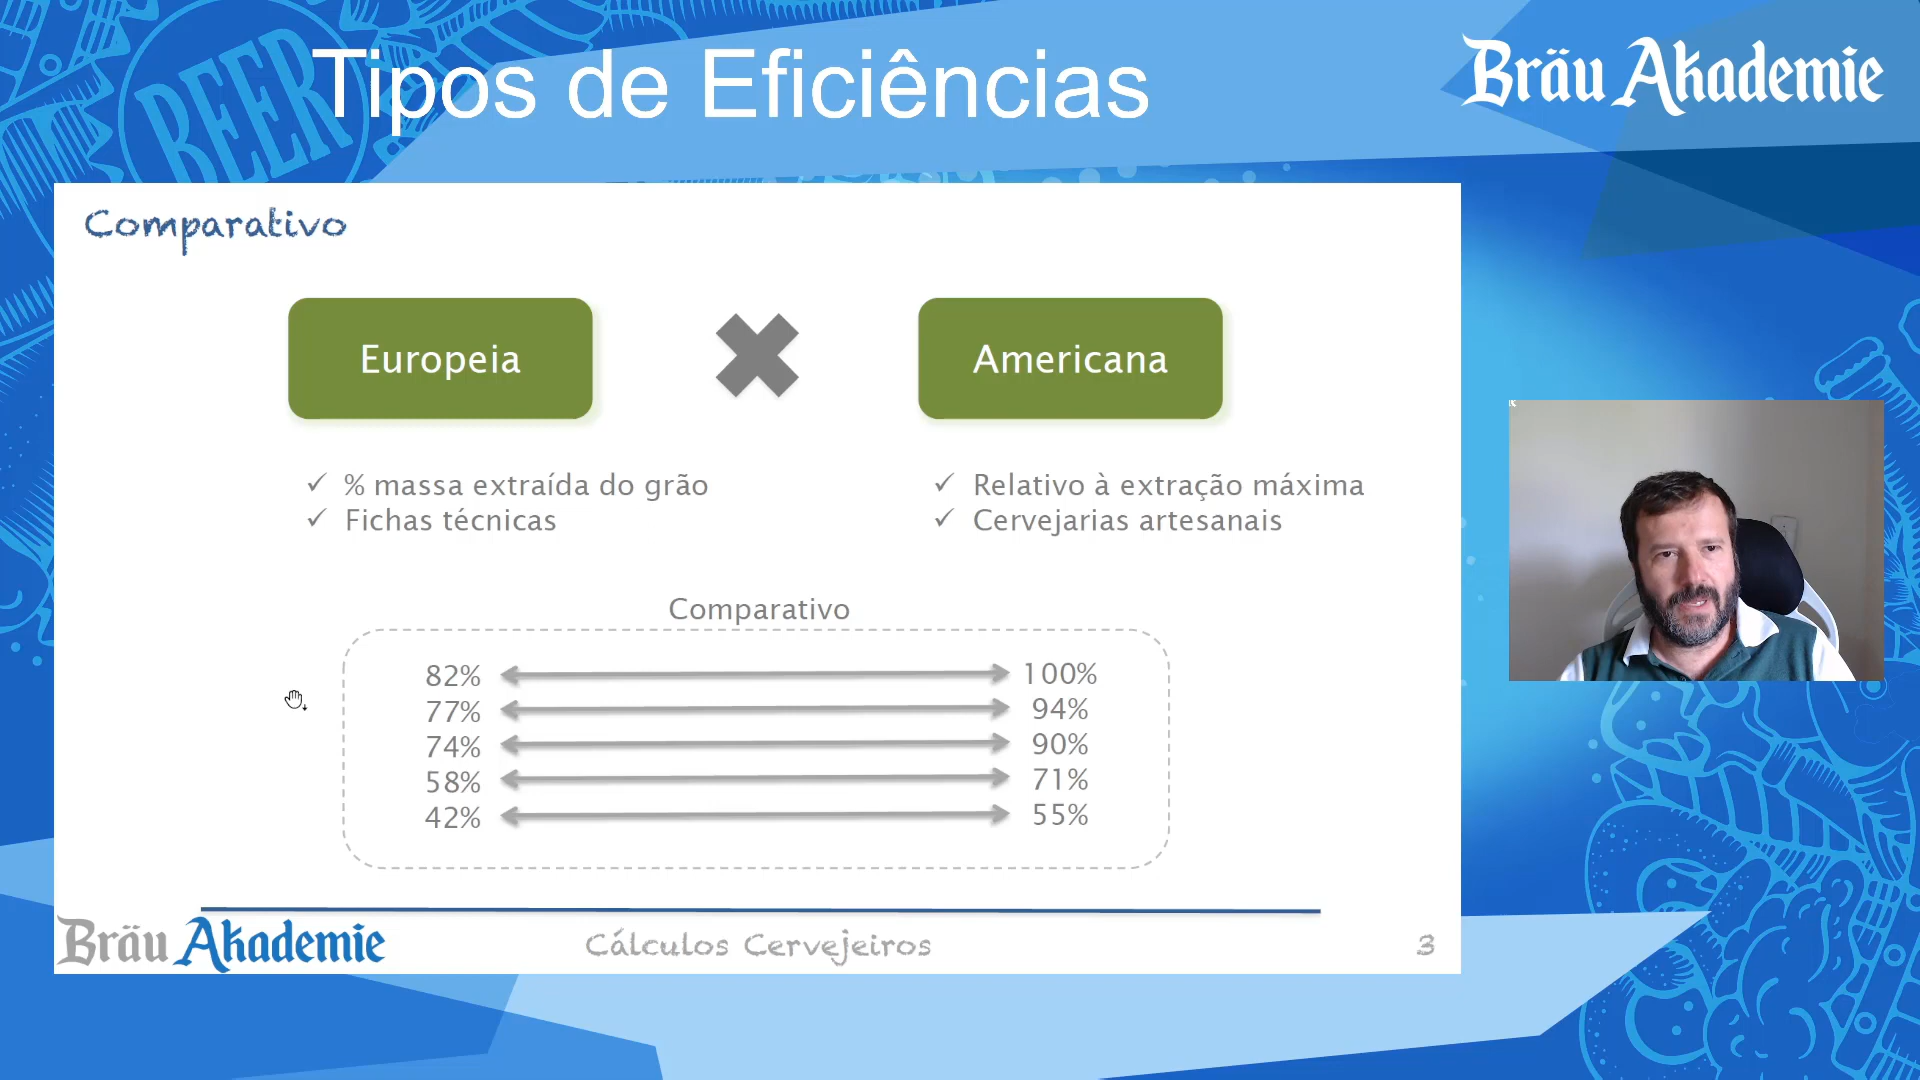 BEER
Tipos de Eficiências
Bräu Akademie
Comparativo
Europeia
Americana
✓ % massa extraída do grão
✓ Fichas técnicas
✓ Relativo à extração máxima
✓ Cervejarias artesanais
Comparativo
82% 100%
77% 94%
74% 90%
58% 71%
42% 55%
Bräu Akademie
Cálculos Cervejeiros
3